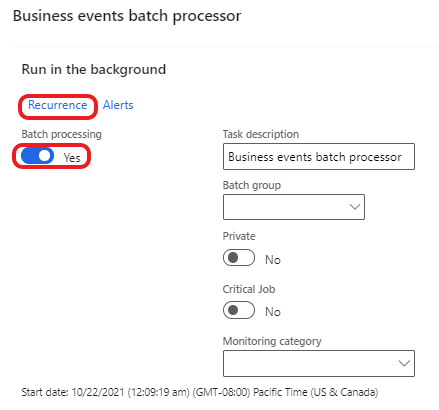 Business events batch processor
Run in the background
Recurrence Alerts
Batch processing
Yes
Task description
Business events batch processor
Batch group
Private
No
Critical Job
No
Monitoring category
Start date: 10/22/2021 (12:09:19 am) (GMT-08:00) Pacific Time (US & Canada)